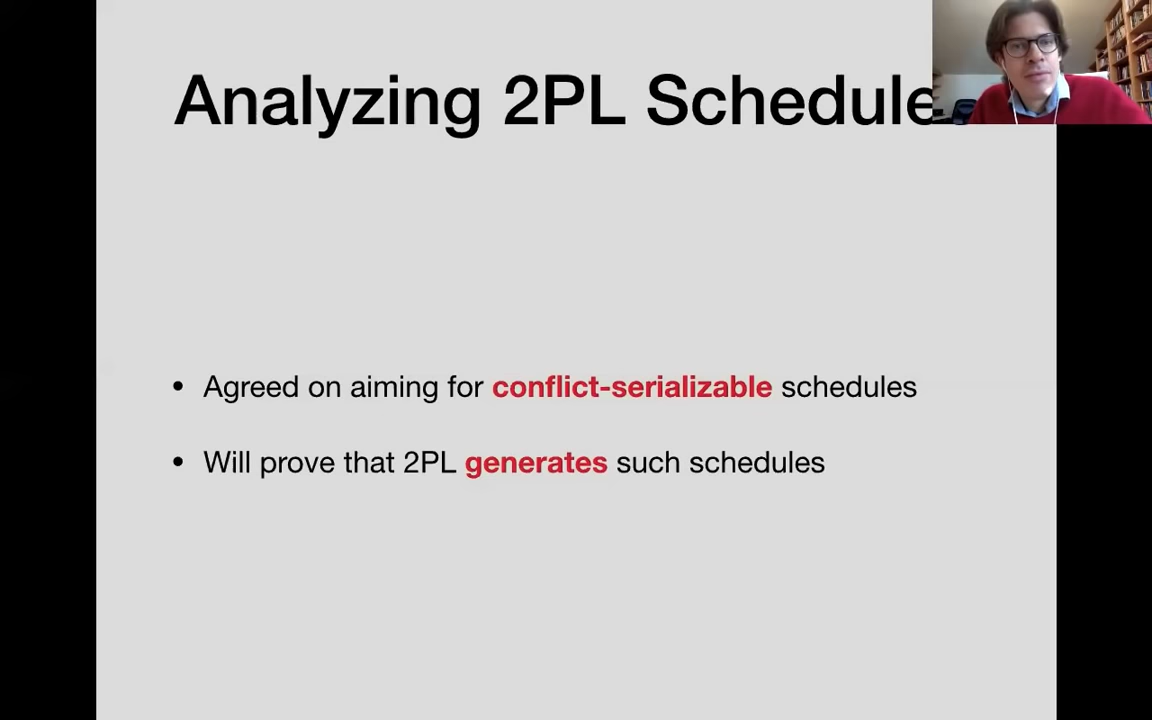 Analyzing 2PL Schedule
• Agreed on aiming for conflict-serializable schedules
• Will prove that 2PL generates such schedules